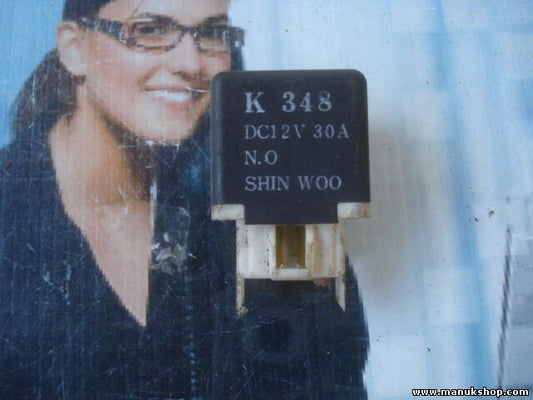 K 348
DC12V 30A
N.O
SHIN WOO
www.manukshop.com